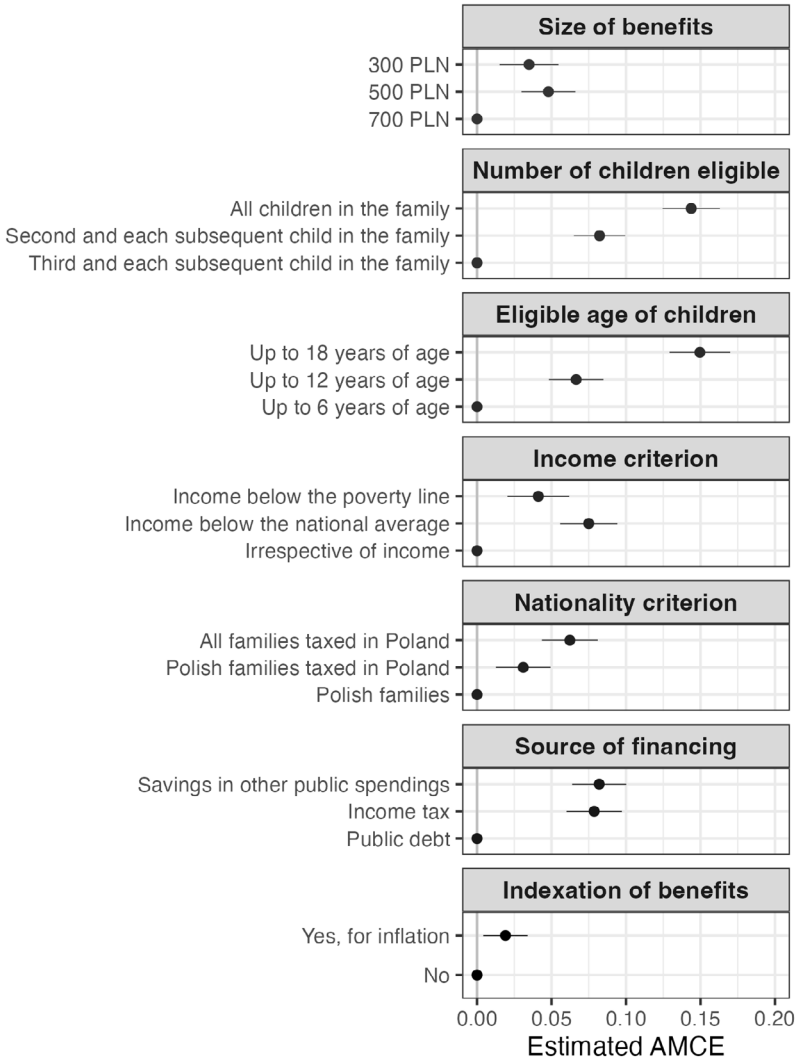 Size of benefits
300 PLN
500 PLN
700 PLN
Number of children eligible
All children in the family
Second and each subsequent child in the family
Third and each subsequent child in the family
Eligible age of children
Up to 18 years of age
Up to 12 years of age
Up to 6 years of age
Income criterion
Income below the poverty line
Income below the national average
Irrespective of income
Nationality criterion
All families taxed in Poland
Polish families taxed in Poland
Polish families
Source of financing
Savings in other public spendings
Income tax
Public debt
Indexation of benefits
Yes, for inflation
No
0.00 0.05 0.10 0.15 0.20
Estimated AMCE